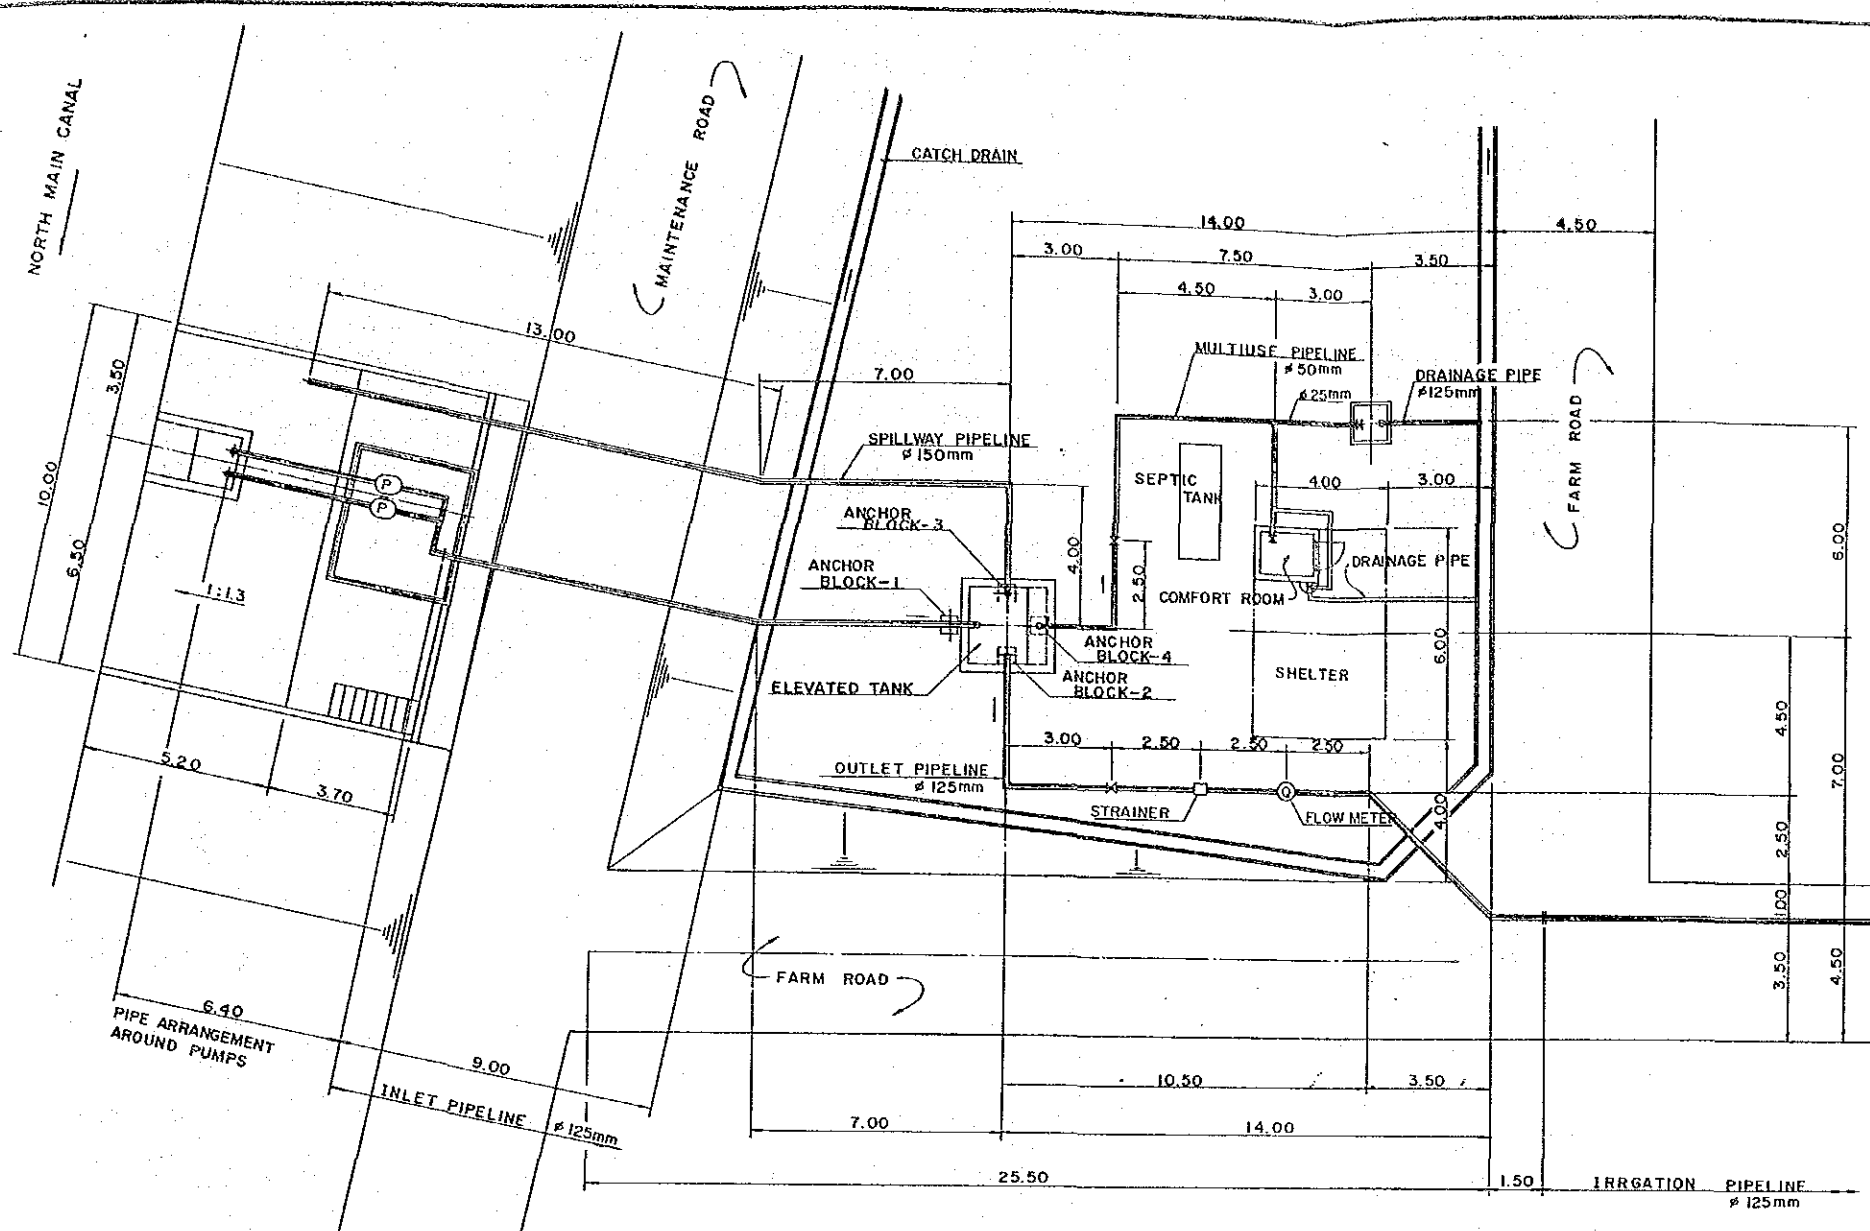 NORTH MAIN CANAL
MAINTENANCE ROAD
CATCH DRAIN
14.00
4.50
3.00
7.50
3.50
4.50
3.00
13.00
3.50
10.00
6.50
7.00
MULTIUSE PIPELINE
ø50mm
ø25mm
DRAINAGE PIPE
ø125mm
FARM ROAD
SPILLWAY PIPELINE
ø150mm
P
P
SEPTIC
TANK
4.00
3.00
6.00
ANCHOR
BLOCK-3
4.00
2.50
ANCHOR
BLOCK-1
DRAINAGE PIPE
COMFORT ROOM
1:1.3
ANCHOR
BLOCK-4
6.00
SHELTER
ELEVATED TANK
ANCHOR
BLOCK-2
4.50
7.00
3.00
2.50
2.50
2.50
5.20
3.70
OUTLET PIPELINE
ø125mm
STRAINER
Q
FLOW METER
4.00
2.50
1.00
3.50
4.50
FARM ROAD
6.40
PIPE ARRANGEMENT
AROUND PUMPS
9.00
INLET PIPELINE ø125mm
10.50
3.50
7.00
14.00
25.50
1.50
IRRGATION PIPELINE
ø125mm